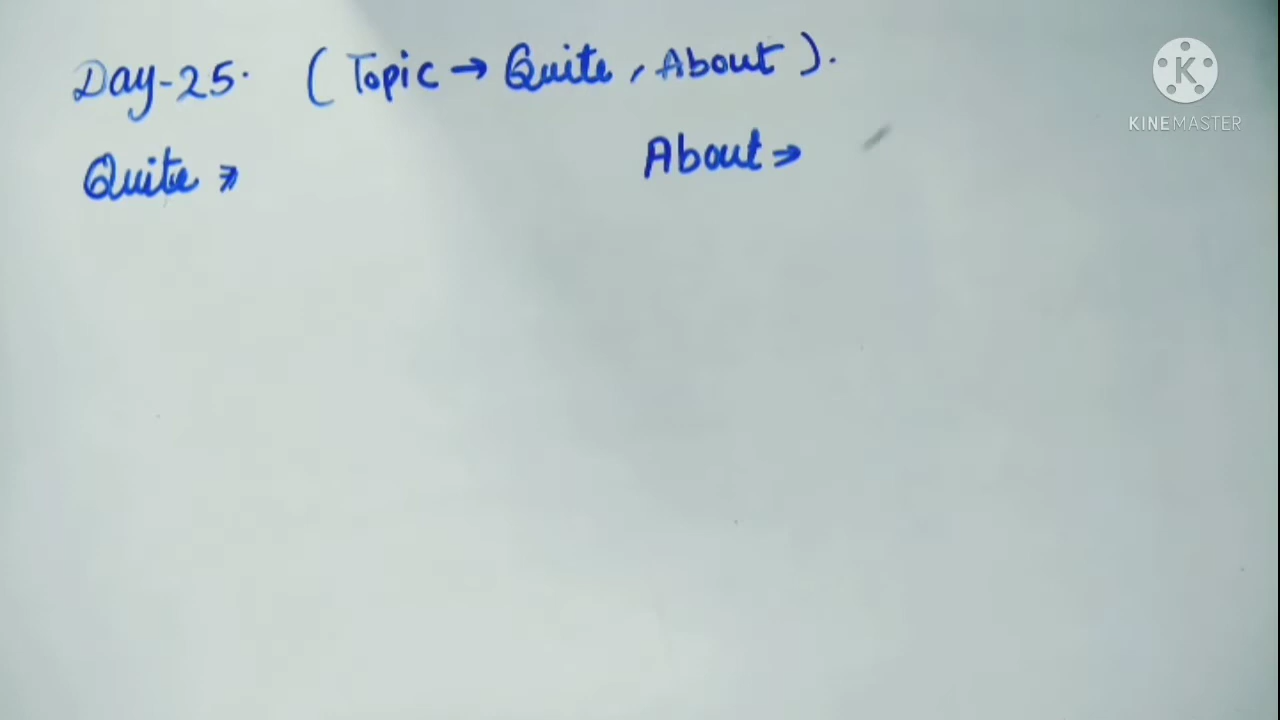 Day-25. (Topic → Quite, About).
Quite ⇒ About ⇒
KINEMASTER